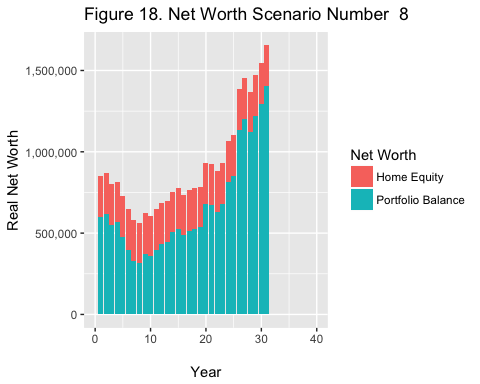 Figure 18. Net Worth Scenario Number  8
1,500,000
1,000,000
500,000
0
Real Net Worth
0 10 20 30 40
Year
Net Worth
Home Equity
Portfolio Balance